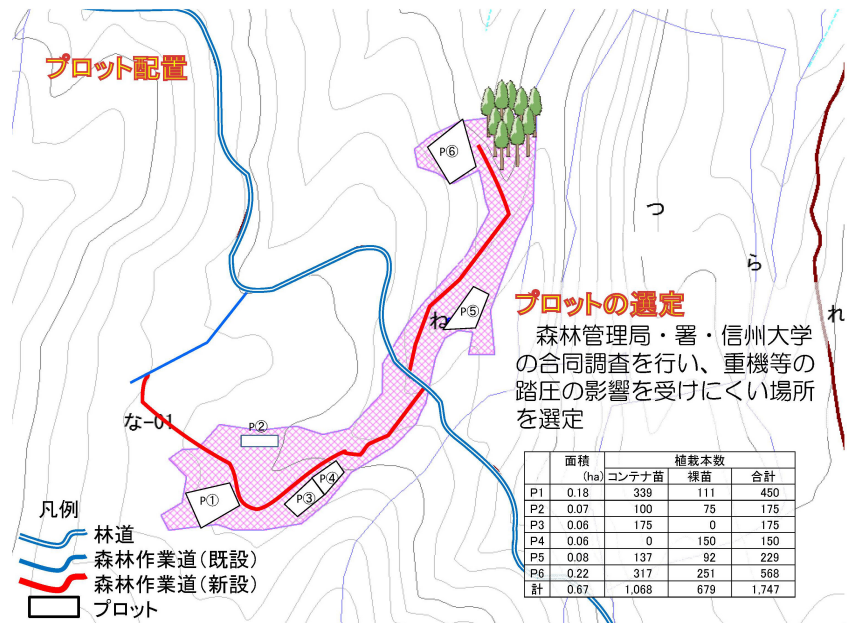 プロット配置
P⑥
つ
ら
れ
ね
P⑤
プロットの選定
森林管理局・署・信州大学
の合同調査を行い、重機等の
踏圧の影響を受けにくい場所
を選定
な-01
P②
P①
P③
P④
面積 植栽本数
(ha) コンテナ苗 裸苗 合計
P1 0.18 339 111 450
P2 0.07 100 75 175
P3 0.06 175 0 175
P4 0.06 0 150 150
P5 0.08 137 92 229
P6 0.22 317 251 568
計 0.67 1,068 679 1,747
凡例
林道
森林作業道(既設)
森林作業道(新設)
プロット